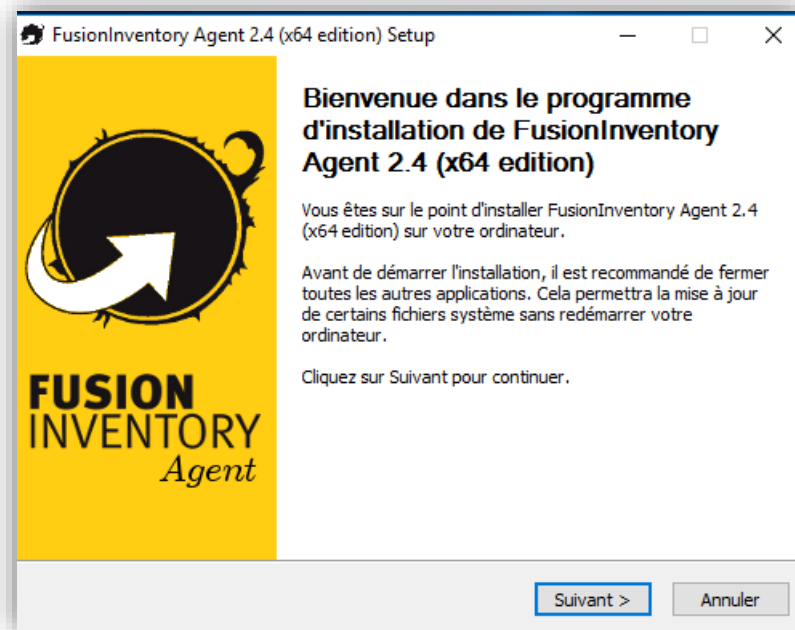 FusionInventory Agent 2.4 (x64 edition) Setup
Bienvenue dans le programme
d'installation de FusionInventory
Agent 2.4 (x64 edition)
Vous êtes sur le point d'installer FusionInventory Agent 2.4
(x64 edition) sur votre ordinateur.
Avant de démarrer l'installation, il est recommandé de fermer
toutes les autres applications. Cela permettra la mise à jour
de certains fichiers système sans redémarrer votre
ordinateur.
Cliquez sur Suivant pour continuer.
FUSION
INVENTORY
Agent
Suivant >
Annuler